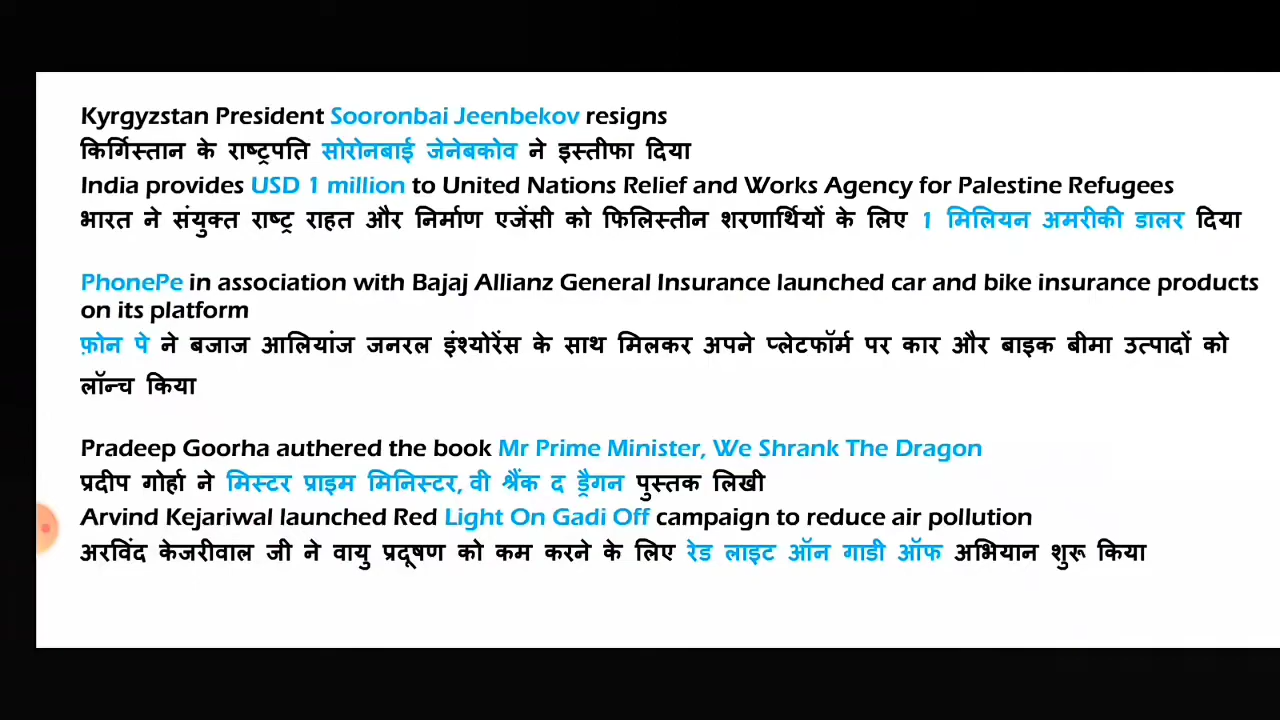 Kyrgyzstan President Sooronbai Jeenbekov resigns
किर्गिस्तान के राष्ट्रपति सोरोनबाई जेनेबकोव ने इस्तीफा दिया
India provides USD 1 million to United Nations Relief and Works Agency for Palestine Refugees
भारत ने संयुक्त राष्ट्र राहत और निर्माण एजेंसी को फिलिस्तीन शरणार्थियों के लिए 1 मिलियन अमरीकी डालर दिया
PhonePe in association with Bajaj Allianz General Insurance launched car and bike insurance products
on its platform
फ़ोन पे ने बजाज आलियांज जनरल इंश्योरेंस के साथ मिलकर अपने प्लेटफॉर्म पर कार और बाइक बीमा उत्पादों को
लॉन्च किया
Pradeep Goorha authered the book Mr Prime Minister, We Shrank The Dragon
प्रदीप गोर्हा ने मिस्टर प्राइम मिनिस्टर, वी श्रैंक द ड्रैगन पुस्तक लिखी
Arvind Kejariwal launched Red Light On Gadi Off campaign to reduce air pollution
अरविंद केजरीवाल जी ने वायु प्रदूषण को कम करने के लिए रेड लाइट ऑन गाडी ऑफ अभियान शुरू किया